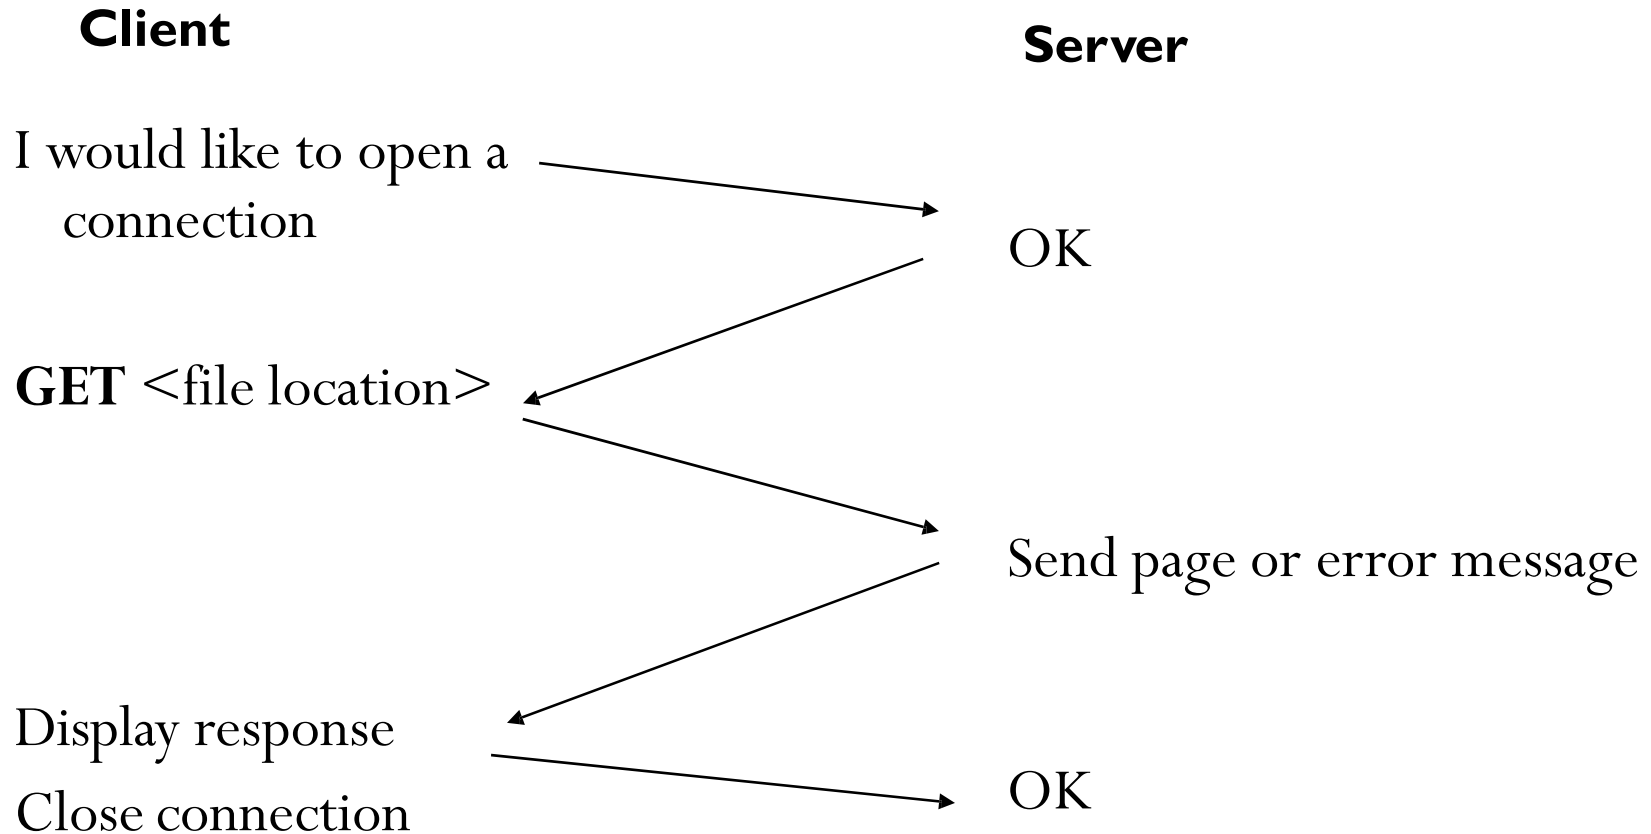 Client
Server
I would like to open a
connection
OK
GET <file location>
Send page or error message
Display response
Close connection
OK